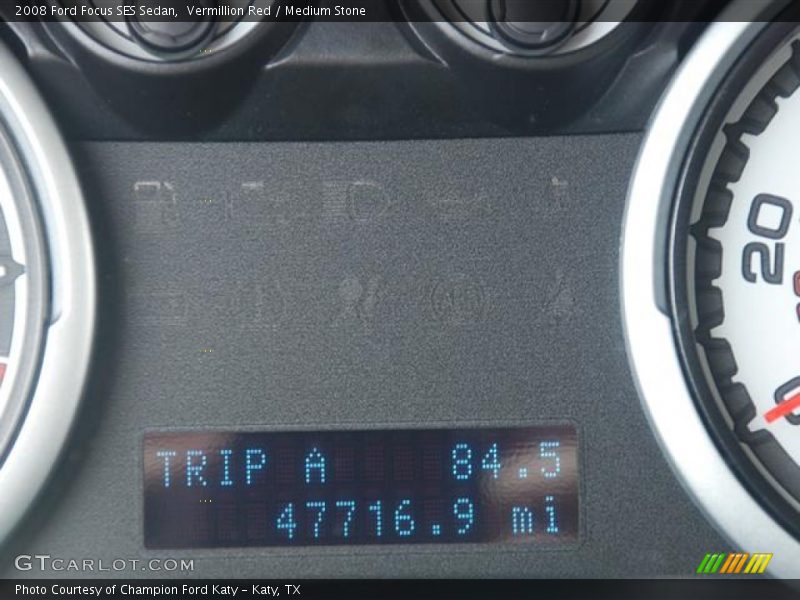 2008 Ford Focus SES Sedan, Vermillion Red / Medium Stone
20
0
TRIP A 84.5
47716.9 mi
GTCARLOT.COM
Photo Courtesy of Champion Ford Katy - Katy, TX